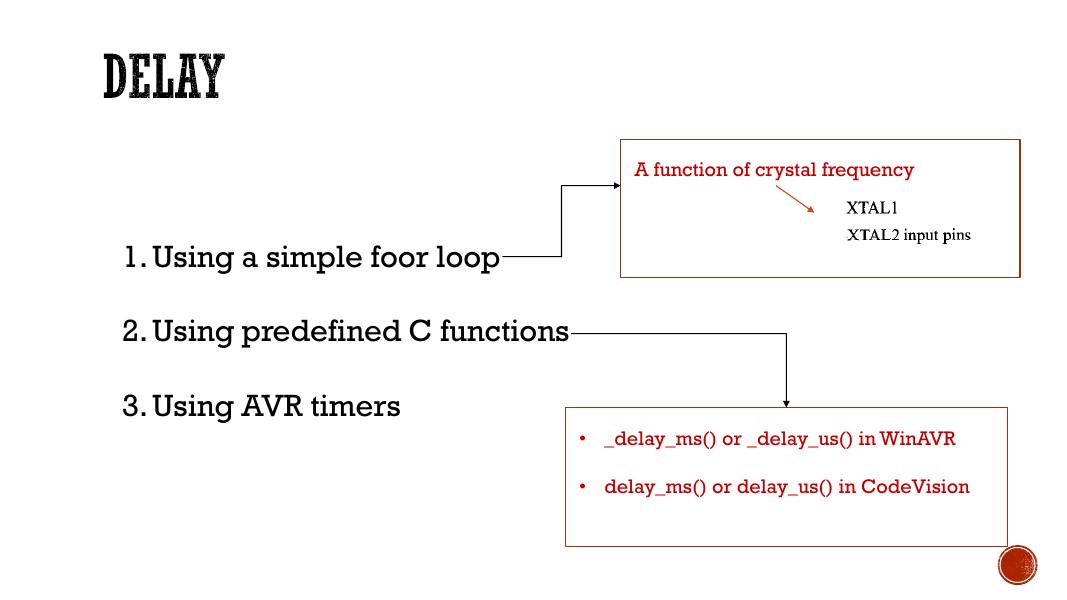 DELAY
A function of crystal frequency
XTAL1
XTAL2 input pins
1. Using a simple foor loop
2. Using predefined C functions
3. Using AVR timers
• _delay_ms() or _delay_us() in WinAVR
• delay_ms() or delay_us() in CodeVision